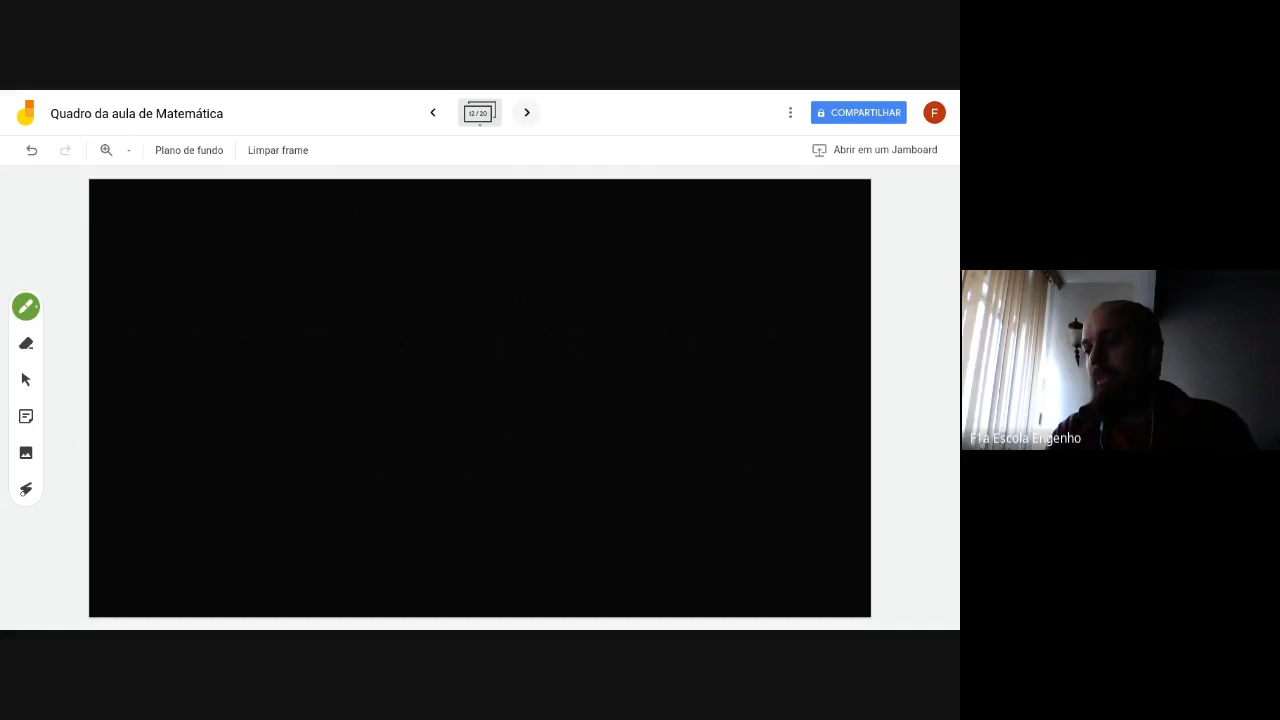 Quadro da aula de Matemática
12 / 20
COMPARTILHAR
F
Plano de fundo
Limpar frame
Abrir em um Jamboard
F1a Escola Engenho